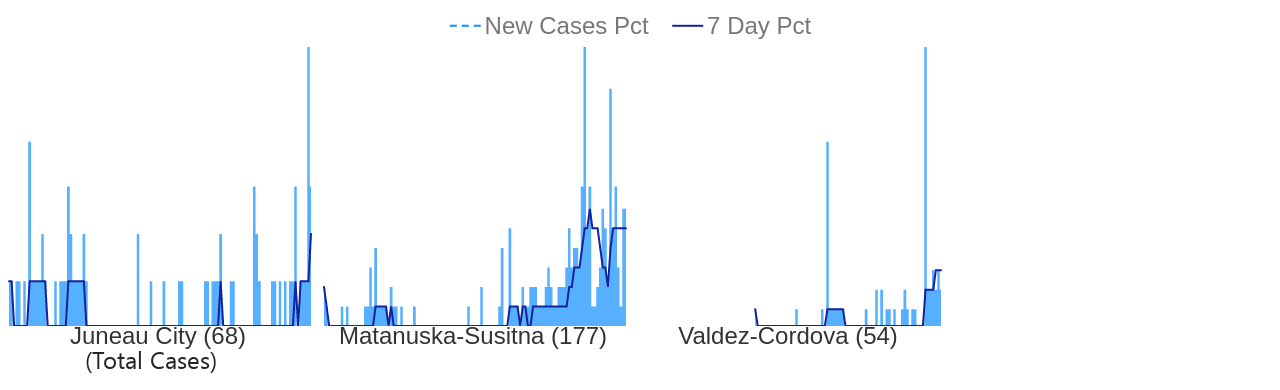 New Cases Pct 7 Day Pct
Juneau City (68) Matanuska-Susitna (177) Valdez-Cordova (54)
(Total Cases)